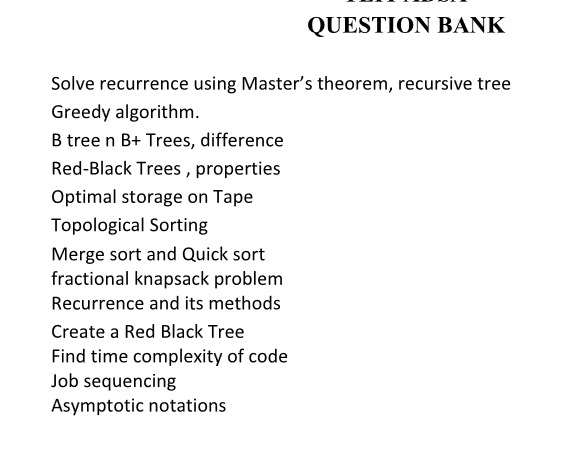 QUESTION BANK
Solve recurrence using Master’s theorem, recursive tree
Greedy algorithm.
B tree n B+ Trees, difference
Red-Black Trees , properties
Optimal storage on Tape
Topological Sorting
Merge sort and Quick sort
fractional knapsack problem
Recurrence and its methods
Create a Red Black Tree
Find time complexity of code
Job sequencing
Asymptotic notations